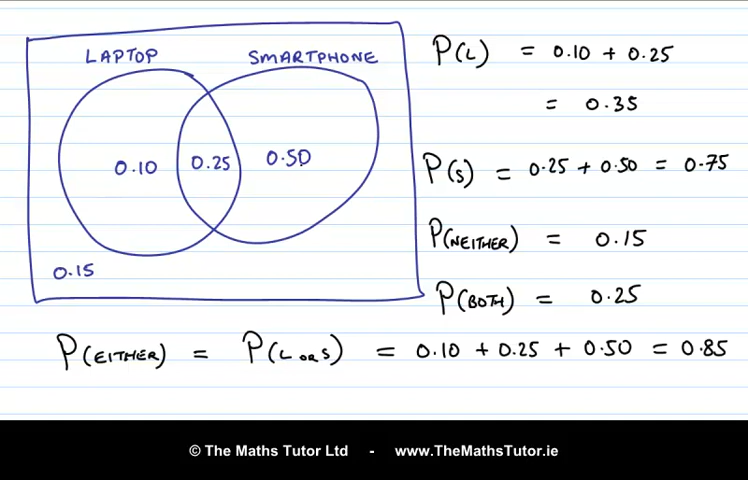 LAPTOP SMARTPHONE
0.10 0.25 0.50
0.15
P(L) = 0.10 + 0.25
= 0.35
P(S) = 0.25 + 0.50 = 0.75
P(NEITHER) = 0.15
P(BOTH) = 0.25
P(EITHER) = P(L OR S) = 0.10 + 0.25 + 0.50 = 0.85
© The Maths Tutor Ltd - www.TheMathsTutor.ie